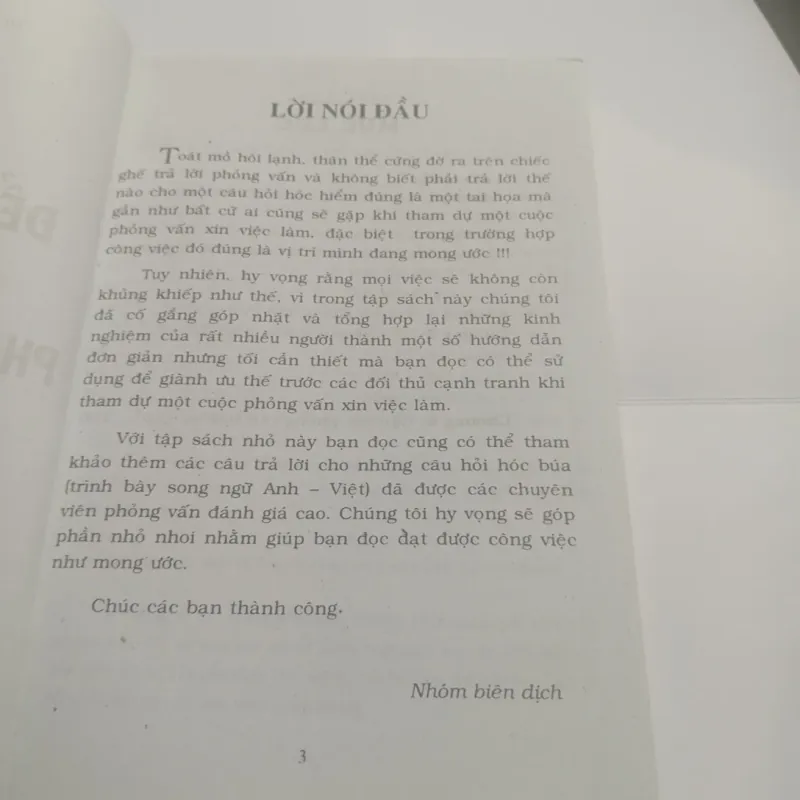 LỜI NÓI ĐẦU
Toát mồ hôi lạnh, thân thể cứng đờ ra trên chiếc
ghế trả lời phỏng vấn và không biết phải trả lời thế
nào cho một câu hỏi hóc hiểm đúng là một tai họa mà
gần như bất cứ ai cũng sẽ gặp khi tham dự một cuộc
phỏng vấn xin việc làm, đặc biệt trong trường hợp
công việc đó đúng là vị trí mình đang mong ước !!!
Tuy nhiên, hy vọng rằng mọi việc sẽ không còn
khủng khiếp như thế, vì trong tập sách này chúng tôi
đã cố gắng góp nhặt và tổng hợp lại những kinh
nghiệm của rất nhiều người thành một số hướng dẫn
đơn giản nhưng tối cần thiết mà bạn đọc có thể sử
dụng để giành ưu thế trước các đối thủ cạnh tranh khi
tham dự một cuộc phỏng vấn xin việc làm.
Với tập sách nhỏ này bạn đọc cũng có thể tham
khảo thêm các câu trả lời cho những câu hỏi hóc búa
(trình bày song ngữ Anh – Việt) đã được các chuyên
viên phỏng vấn đánh giá cao. Chúng tôi hy vọng sẽ góp
phần nhỏ nhoi nhằm giúp bạn đọc đạt được công việc
như mong ước.
Chúc các bạn thành công.
Nhóm biên dịch
3